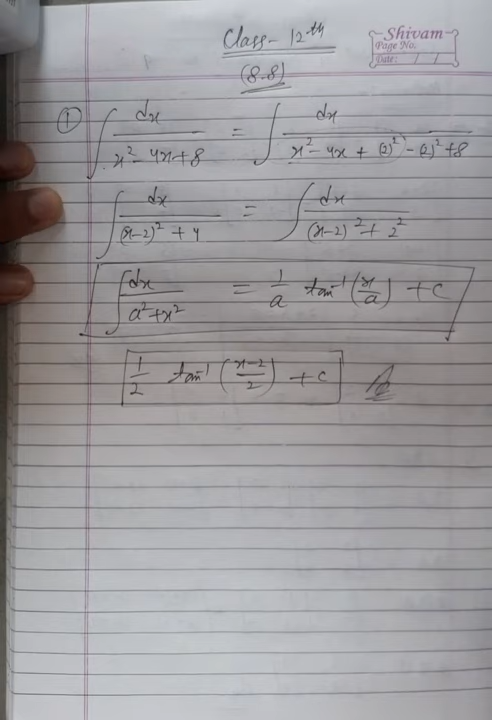 Class- 12th
Shivam
Page No.
Date: / /
(8.8)
① ∫ dx / x² - 4x + 8 = ∫ dx / x² - 4x + (2)² - (2)² + 8
∫ dx / (x-2)² + 4 = ∫ dx / (x-2)² + 2²
∫ dx / a² + x² = 1/a tan⁻¹ (x/a) + c
1/2 tan⁻¹ (x-2/2) + c